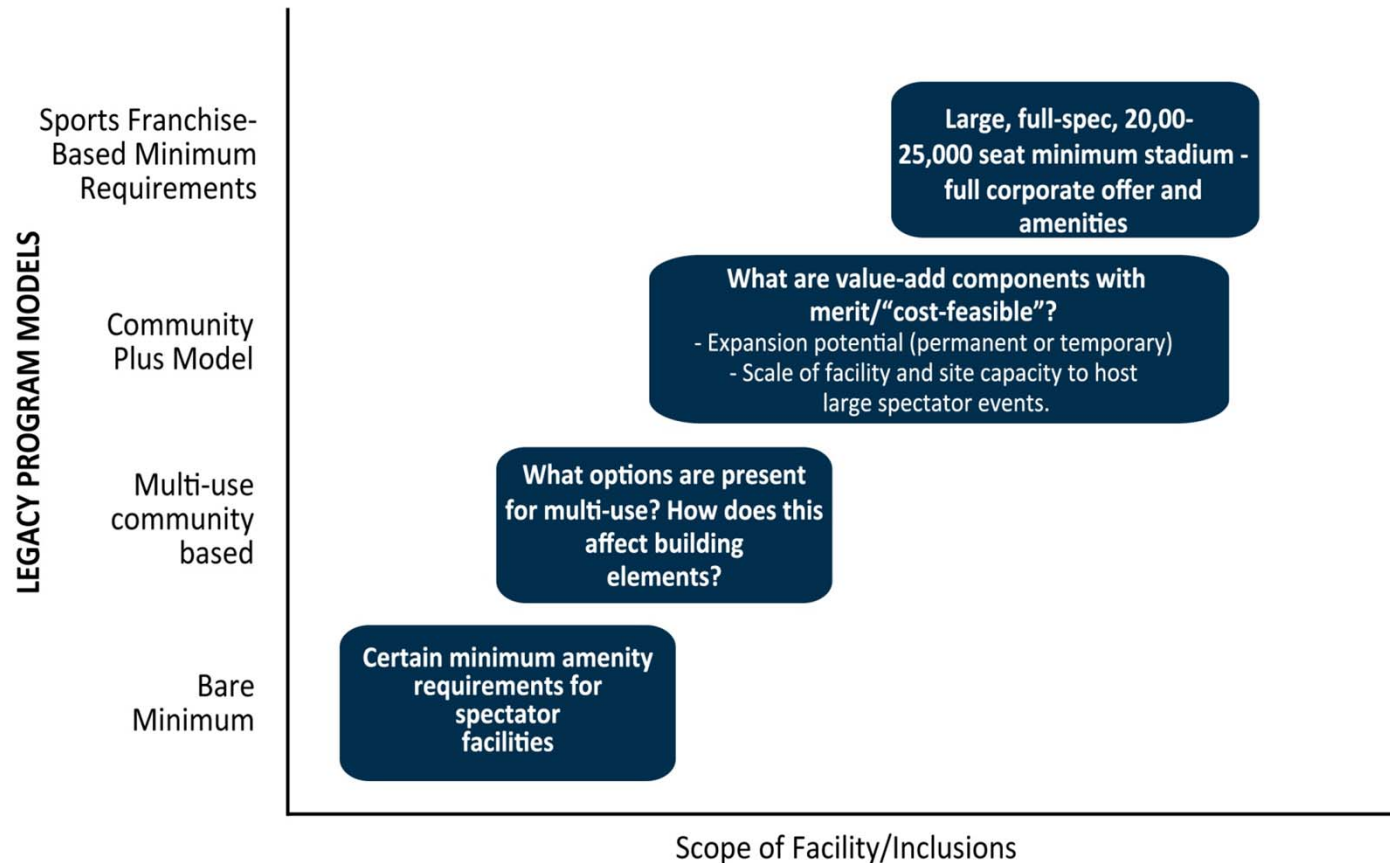 LEGACY PROGRAM MODELS
Sports Franchise-
Based Minimum
Requirements
Large, full-spec, 20,00-
25,000 seat minimum stadium -
full corporate offer and
amenities
Community
Plus Model
What are value-add components with
merit/“cost-feasible”?
- Expansion potential (permanent or temporary)
- Scale of facility and site capacity to host
large spectator events.
Multi-use
community
based
What options are present
for multi-use? How does this
affect building
elements?
Bare
Minimum
Certain minimum amenity
requirements for
spectator
facilities
Scope of Facility/Inclusions